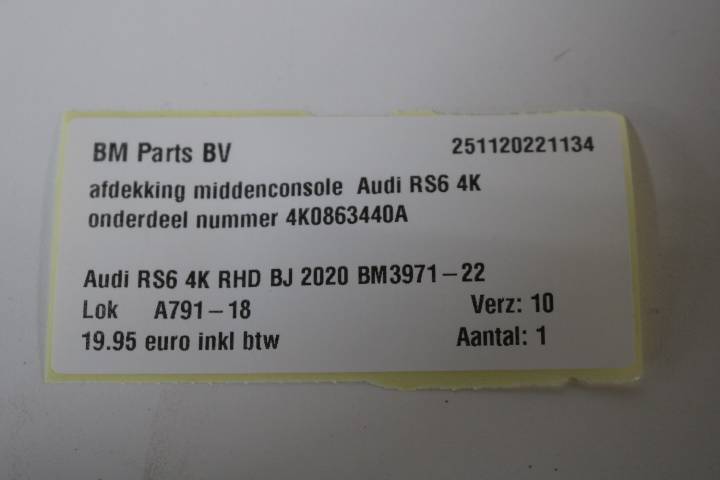 BM Parts BV 251120221134
afdekking middenconsole Audi RS6 4K
onderdeel nummer 4K0863440A
Audi RS6 4K RHD BJ 2020 BM3971-22
Lok A791-18 Verz: 10
19.95 euro inkl btw Aantal: 1